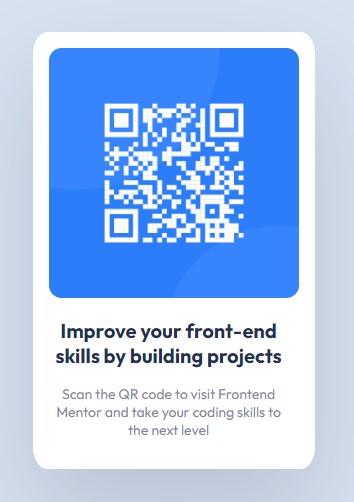 Improve your front-end
skills by building projects
Scan the QR code to visit Frontend
Mentor and take your coding skills to
the next level